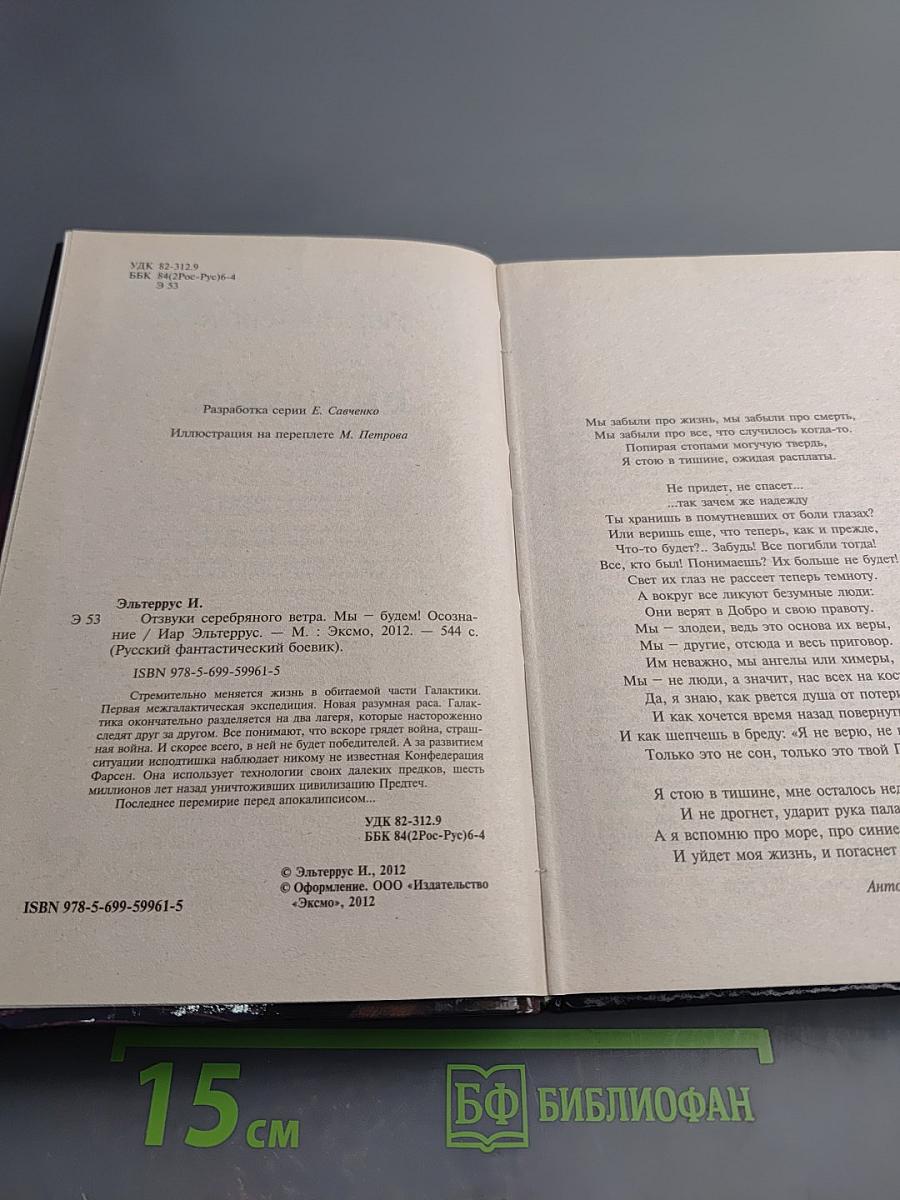 УДК 82-312.9
ББК 84(2Рос-Рус)6-4
Э 53
Разработка серии Е. Савченко
Иллюстрация на переплете М. Петрова
Эльтеррус И.
Э 53 Отзвуки серебряного ветра. Мы – будем! Осозна-
ние / Иар Эльтеррус. — М. : Эксмо, 2012. — 544 с.
(Русский фантастический боевик).
ISBN 978-5-699-59961-5
Стремительно меняется жизнь в обитаемой части Галактики.
Первая межгалактическая экспедиция. Новая разумная раса. Галак-
тика окончательно разделяется на два лагеря, которые настороженно
следят друг за другом. Все понимают, что вскоре грядет война, страш-
ная война. И скорее всего, в ней не будет победителей. А за развитием
ситуации исподтишка наблюдает никому не известная Конфедерация
Фарсен. Она использует технологии своих далеких предков, шесть
миллионов лет назад уничтоживших цивилизацию Предтеч.
Последнее перемирие перед апокалипсисом...
УДК 82-312.9
ББК 84(2Рос-Рус)6-4
© Эльтеррус И., 2012
© Оформление. ООО «Издательство
«Эксмо», 2012
ISBN 978-5-699-59961-5
Мы забыли про жизнь, мы забыли про смерть,
Мы забыли про все, что случилось когда-то.
Попирая стопами могучую твердь,
Я стою в тишине, ожидая расплаты.
Не придет, не спасет...
...так зачем же надежду
Ты хранишь в помутневших от боли глазах?
Или веришь еще, что теперь, как и прежде,
Что-то будет?.. Забудь! Все погибли тогда!
Все, кто был! Понимаешь? Их больше не будет!
Свет их глаз не рассеет теперь темноту.
А вокруг все ликуют безумные люди:
Они верят в Добро и свою правоту.
Мы – злодеи, ведь это основа их веры,
Мы – другие, отсюда и весь приговор.
Им неважно, мы ангелы или химеры,
Мы – не люди, а значит, нас всех на кост
Да, я знаю, как рвется душа от потери
И как хочется время назад повернуть
И как шепчешь в бреду: «Я не верю, не в
Только это не сон, только это твой П
Я стою в тишине, мне осталось нед
И не дрогнет, ударит рука пала
А я вспомню про море, про синие
И уйдет моя жизнь, и погаснет
Анто
15 см
БФ БИБЛИОФАН